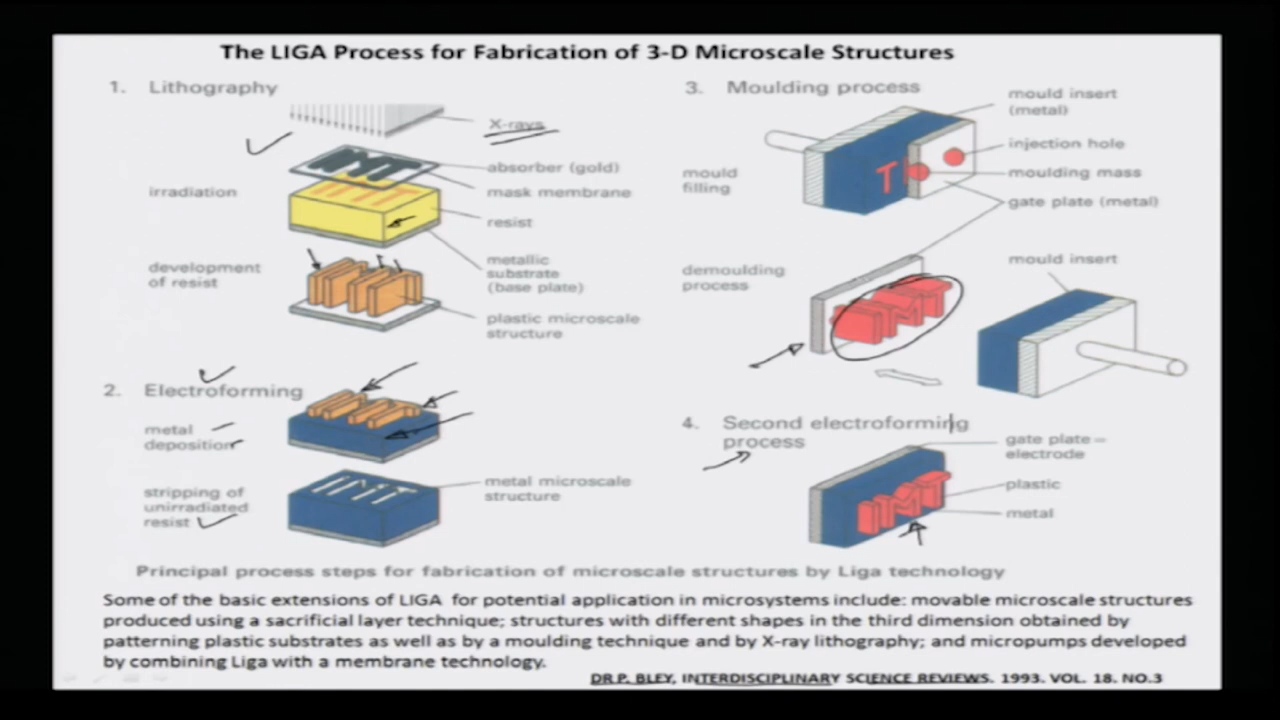 The LIGA Process for Fabrication of 3-D Microscale Structures
1. Lithography
X-rays
absorber (gold)
irradiation
mask membrane
resist
development
of resist
metallic
substrate
(base plate)
plastic microscale
structure
2. Electroforming
metal
deposition
stripping of
unirradiated
resist
metal microscale
structure
3. Moulding process
mould insert
(metal)
injection hole
mould
filling
moulding mass
gate plate (metal)
demoulding
process
mould insert
4. Second electroforming
process
gate plate =
electrode
plastic
metal
T
IMT
IMT
Principal process steps for fabrication of microscale structures by Liga technology
Some of the basic extensions of LIGA for potential application in microsystems include: movable microscale structures
produced using a sacrificial layer technique; structures with different shapes in the third dimension obtained by
patterning plastic substrates as well as by a moulding technique and by X-ray lithography; and micropumps developed
by combining Liga with a membrane technology.
DR P. BLEY, INTERDISCIPLINARY SCIENCE REVIEWS. 1993. VOL. 18. NO.3